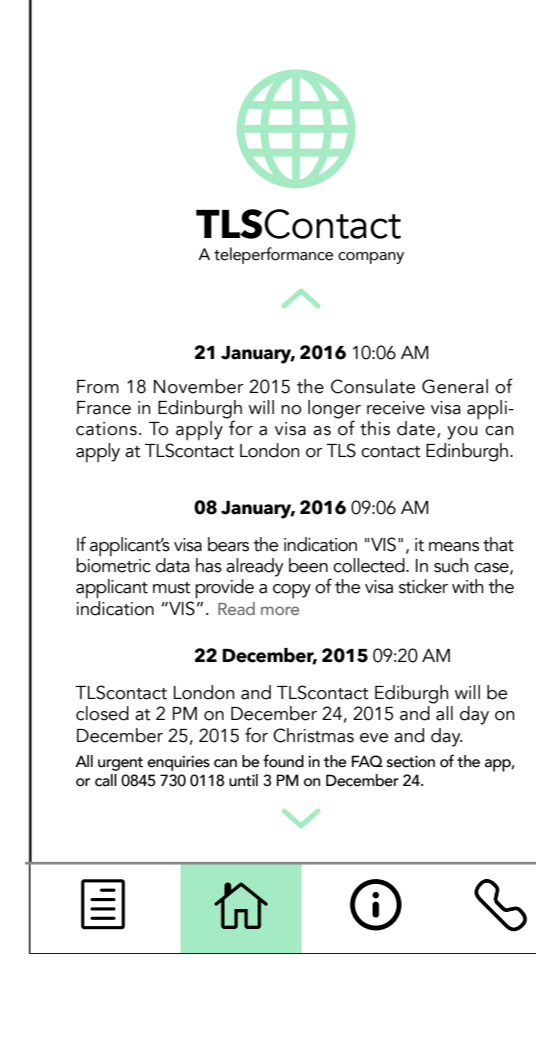 TLSContact
A teleperformance company
21 January, 2016 10:06 AM
From 18 November 2015 the Consulate General of
France in Edinburgh will no longer receive visa appli-
cations. To apply for a visa as of this date, you can
apply at TLScontact London or TLS contact Edinburgh.
08 January, 2016 09:06 AM
If applicant's visa bears the indication "VIS", it means that
biometric data has already been collected. In such case,
applicant must provide a copy of the visa sticker with the
indication “VIS”. Read more
22 December, 2015 09:20 AM
TLScontact London and TLScontact Ediburgh will be
closed at 2 PM on December 24, 2015 and all day on
December 25, 2015 for Christmas eve and day.
All urgent enquiries can be found in the FAQ section of the app,
or call 0845 730 0118 until 3 PM on December 24.